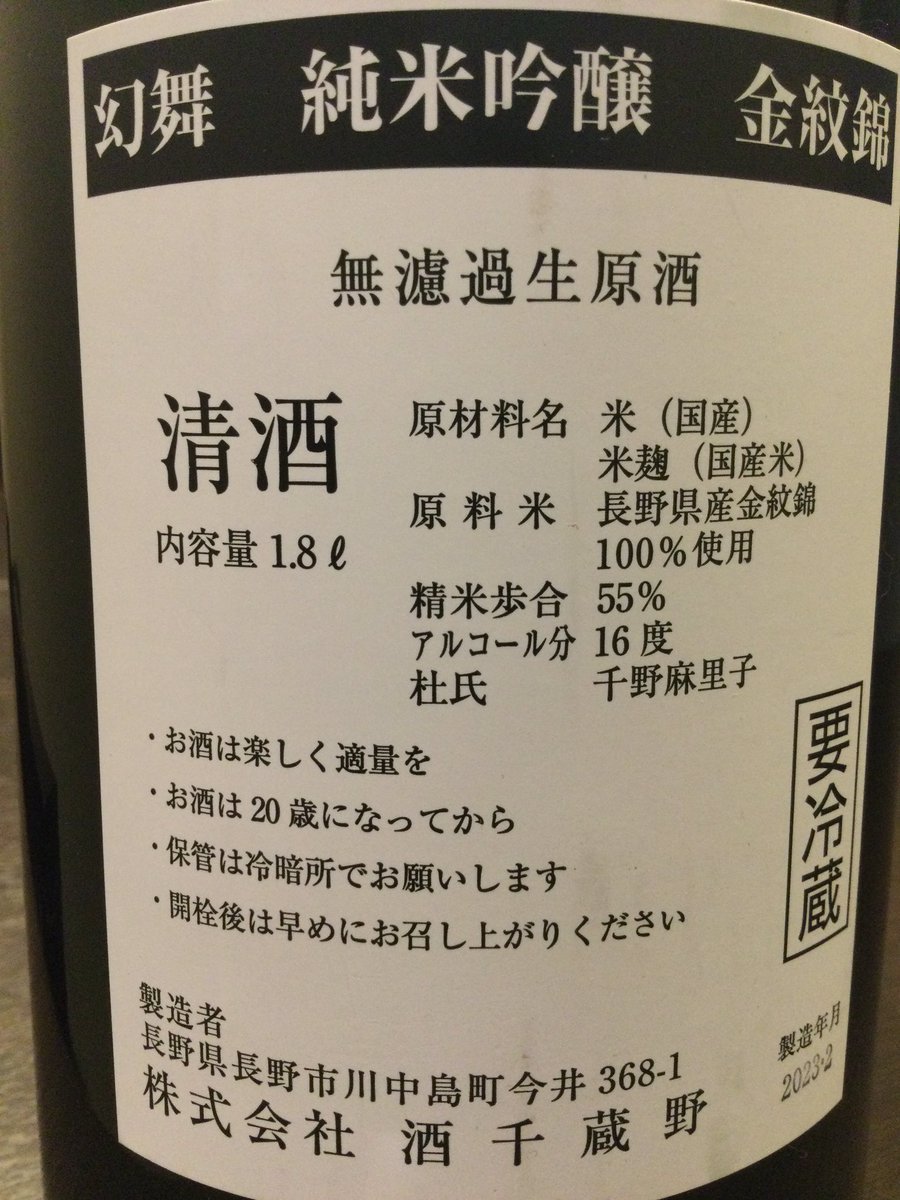 幻舞 純米吟醸 金紋錦
無濾過生原酒
清酒
内容量 1.8ℓ
原材料名 米（国産）
米麹（国産米）
原料米 長野県産金紋錦
100%使用
精米歩合 55%
アルコール分 16度
杜氏 千野麻里子
・お酒は楽しく適量を
・お酒は20歳になってから
・保管は冷暗所でお願いします
・開栓後は早めにお召し上がりください
要冷蔵
製造者
長野県長野市川中島町今井368-1
株式会社 酒千蔵野
製造年月
2023·2